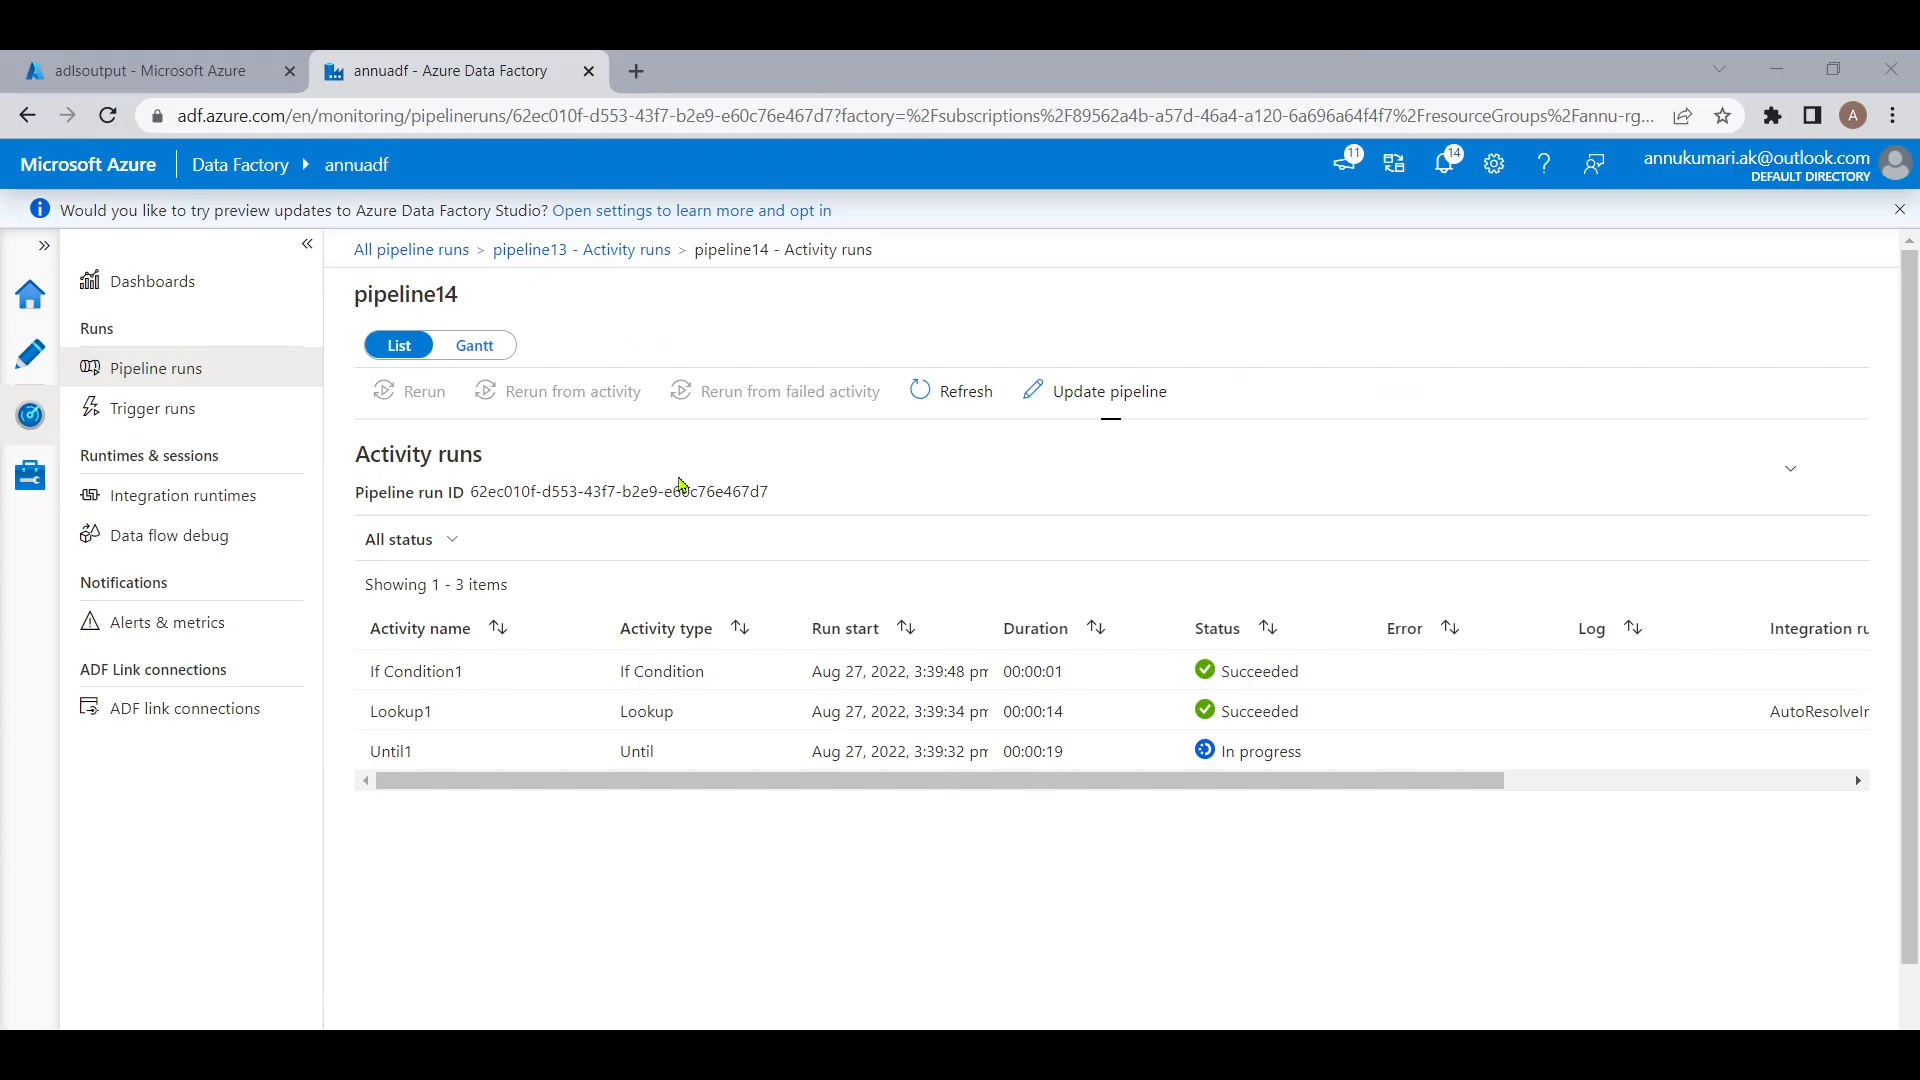 adlsoutput - Microsoft Azure
annuadf - Azure Data Factory
adf.azure.com/en/monitoring/pipelineruns/62ec010f-d553-43f7-b2e9-e60c76e467d7?factory=%2Fsubscriptions%2F89562a4b-a57d-46a4-a120-6a696a64f4f7%2FresourceGroups%2Fannu-rg...
A
Microsoft Azure
Data Factory
annuadf
11
14
annukumari.ak@outlook.com
DEFAULT DIRECTORY
Would you like to try preview updates to Azure Data Factory Studio? Open settings to learn more and opt in
Dashboards
Runs
Pipeline runs
Trigger runs
Runtimes & sessions
Integration runtimes
Data flow debug
Notifications
Alerts & metrics
ADF Link connections
ADF link connections
All pipeline runs > pipeline13 - Activity runs > pipeline14 - Activity runs
pipeline14
List Gantt
Rerun Rerun from activity Rerun from failed activity Refresh Update pipeline
Activity runs
Pipeline run ID 62ec010f-d553-43f7-b2e9-e60c76e467d7
All status
Showing 1 - 3 items
Activity name Activity type Run start Duration Status Error Log Integration ru
If Condition1 If Condition Aug 27, 2022, 3:39:48 pm 00:00:01 Succeeded
Lookup1 Lookup Aug 27, 2022, 3:39:34 pm 00:00:14 Succeeded AutoResolveIr
Until1 Until Aug 27, 2022, 3:39:32 pm 00:00:19 In progress